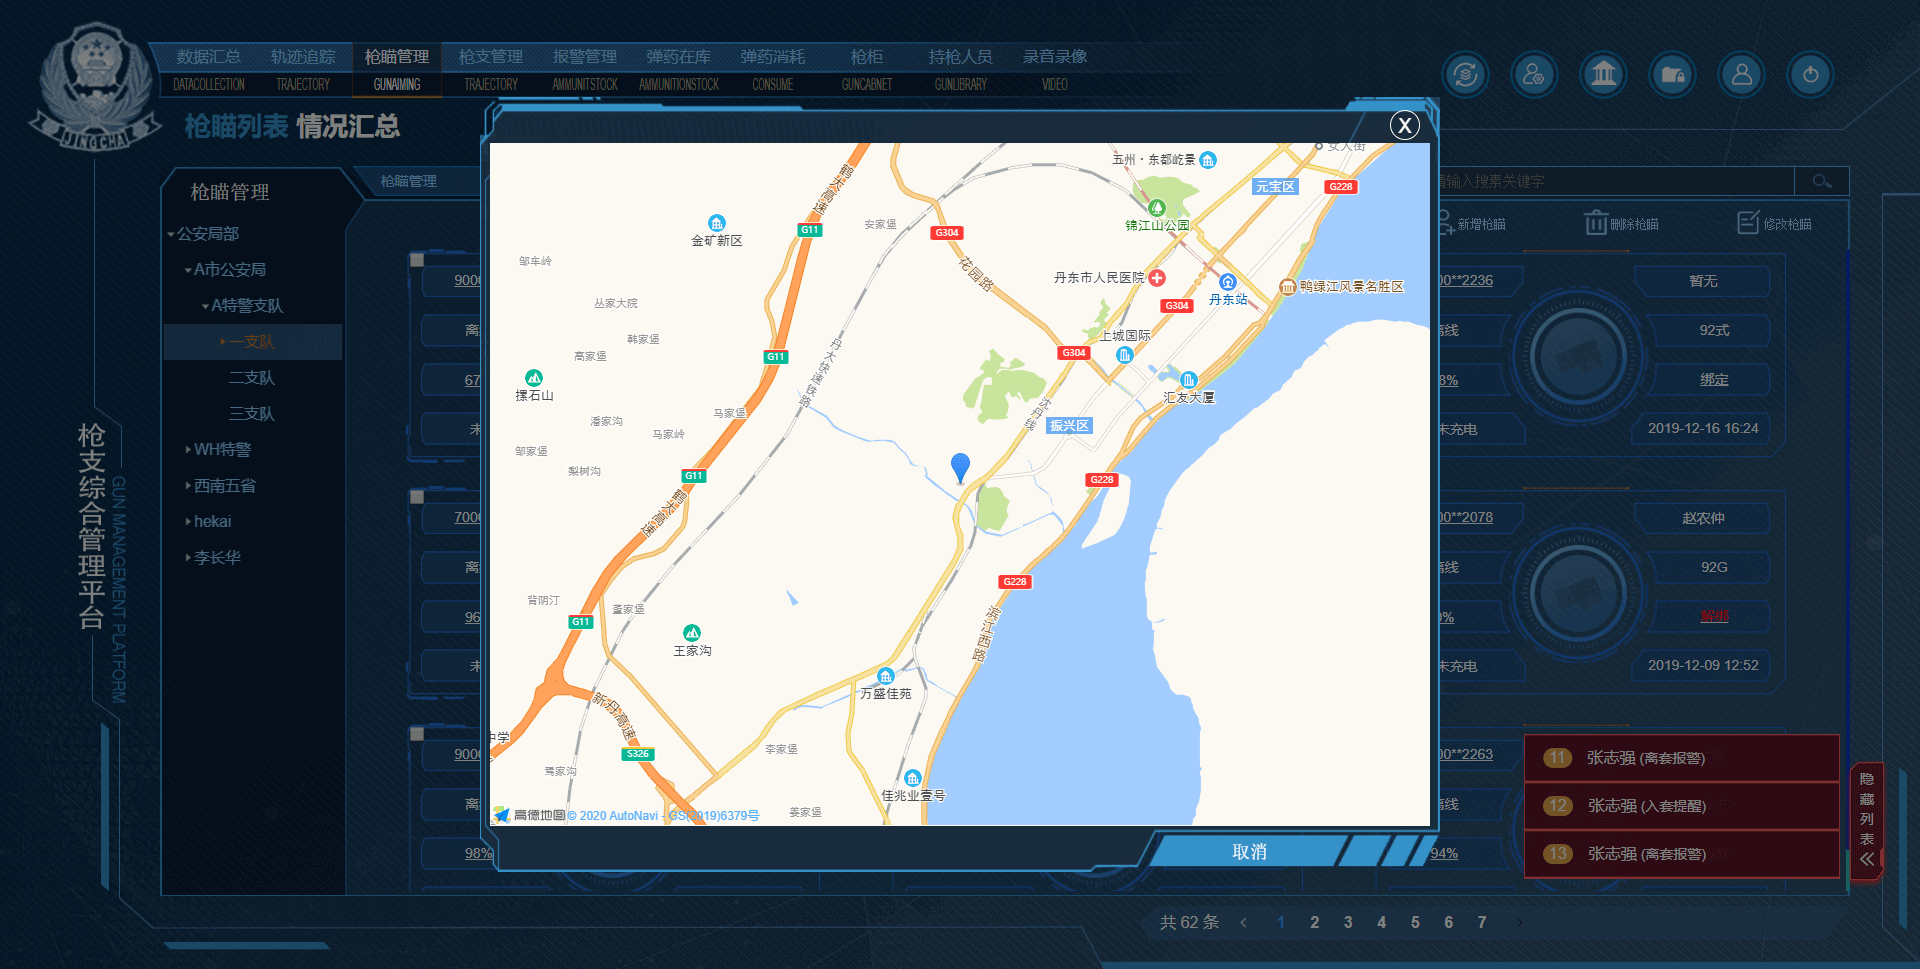 数据汇总 轨迹追踪 枪瞄管理 枪支管理 报警管理 弹药在库 弹药消耗 枪柜 持枪人员 录音录像
DATACOLLECTION TRAJECTORY GUNAIMING TRAJECTORY AMMUNITSTOCK AMMUNITIONSTOCK CONSUME GUNCABNET GUNLIBRARY VIDEO
JINGCHA
枪瞄列表 情况汇总
X
枪瞄管理
枪瞄管理
请输入搜素关键字
新增枪瞄 删除枪瞄 修改枪瞄
公安局部
A市公安局
A特警支队
一支队
二支队
三支队
WH特警
西南五省
hekai
李长华
枪支综合管理平台
GUN MANAGEMENT PLATFORM
五州·东都屹景
元宝区
G228
锦江山公园
G11
安家堡
G304
鹤大高速
金矿新区
邹车岭
花园路
丹东市人民医院
丹东站
鸭绿江风景名胜区
G304
丛家大院
韩家堡
高家堡
G11
丹大快速铁路
上城国际
G304
摞石山
汇友大厦
潘家沟
马家堡
马家岭
沈丹线
振兴区
邹家堡
梨树沟
G11
G228
鹤大高速
背阴汀
董家堡
G11
G228
滨江西路
王家沟
万盛佳苑
新丹高速
中学
S326
李家堡
佳兆业壹号
姜家堡
高德地图 © 2020 AutoNavi - GS(2019)6379号
取消
00**2236 暂无
离线 92式
8% 绑定
未充电 2019-12-16 16:24
00**2078 赵农仲
离线 92G
% 解绑
未充电 2019-12-09 12:52
00**2263
离线
94%
900
离
67
未
700
离
96
未
900
离
98%
11 张志强 (离套报警)
12 张志强 (入套提醒)
13 张志强 (离套报警)
隐藏列表
共 62 条 < 1 2 3 4 5 6 7 >